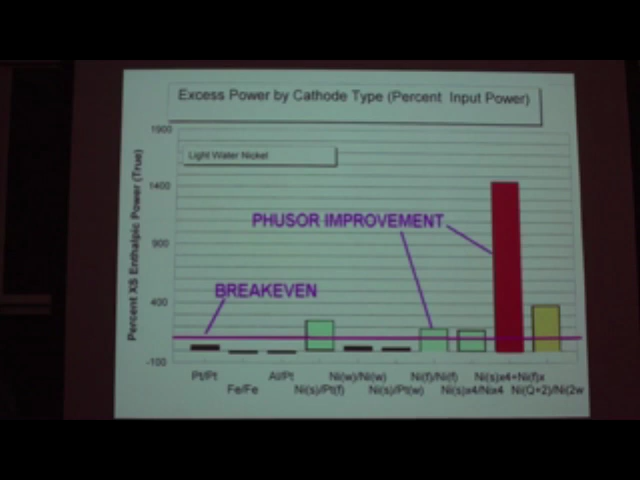 Excess Power by Cathode Type (Percent Input Power)
1900
Light Water Nickel
1400
PHUSOR IMPROVEMENT
900
BREAKEVEN
400
-100
Percent XS Enthalpic Power (True)
Pt/Pt Al/Pt Ni(w)/Ni(w) Ni(f)/Ni(f) Ni(s)x4+Ni(f)x
Fe/Fe Ni(s)/Pt(f) Ni(s)/Pt(w) Ni(s)x4/Nix4 Ni(Q+2)/Ni(2w